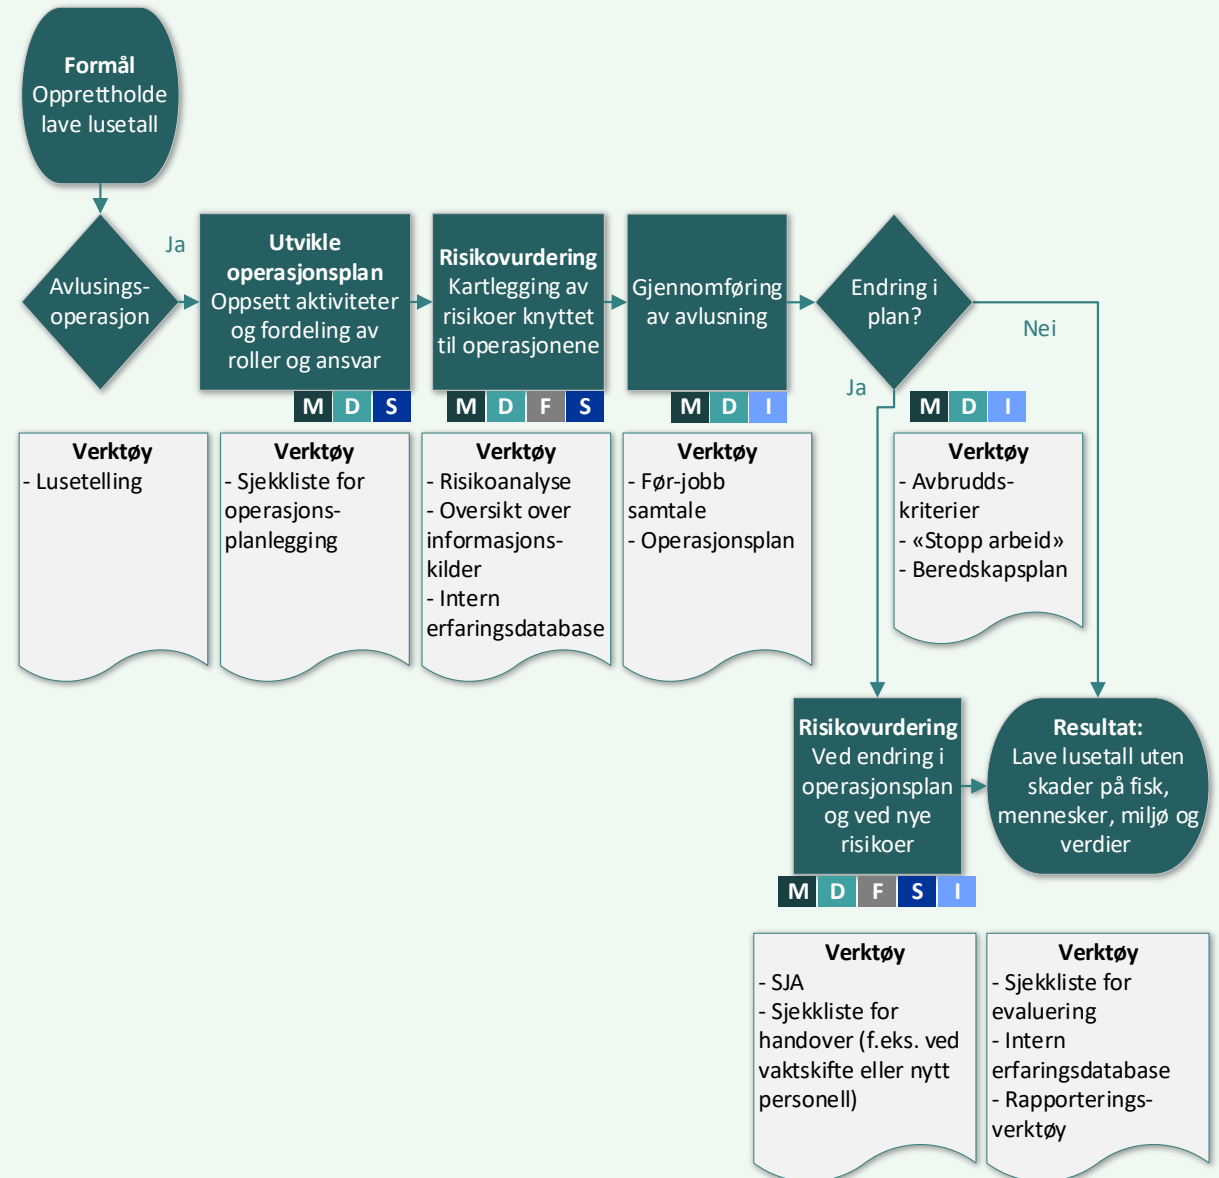 Formål
Opprettholde
lave lusetall
Avlusings-
operasjon
Ja
Utvikle
operasjonsplan
Oppsett aktiviteter
og fordeling av
roller og ansvar
M D S
Risikovurdering
Kartlegging av
risikoer knyttet
til operasjonene
M D F S
Gjennomføring
av avlusning
M D I
Endring i
plan?
Nei
Ja
M D I
Verktøy
- Lusetelling
Verktøy
- Sjekkliste for
operasjons-
planlegging
Verktøy
- Risikoanalyse
- Oversikt over
informasjons-
kilder
- Intern
erfaringsdatabase
Verktøy
- Før-jobb
samtale
- Operasjonsplan
Verktøy
- Avbrudds-
kriterier
- «Stopp arbeid»
- Beredskapsplan
Risikovurdering
Ved endring i
operasjonsplan
og ved nye
risikoer
M D F S I
Resultat:
Lave lusetall uten
skader på fisk,
mennesker, miljø og
verdier
Verktøy
- SJA
- Sjekkliste for
handover (f.eks. ved
vaktskifte eller nytt
personell)
Verktøy
- Sjekkliste for
evaluering
- Intern
erfaringsdatabase
- Rapporterings-
verktøy